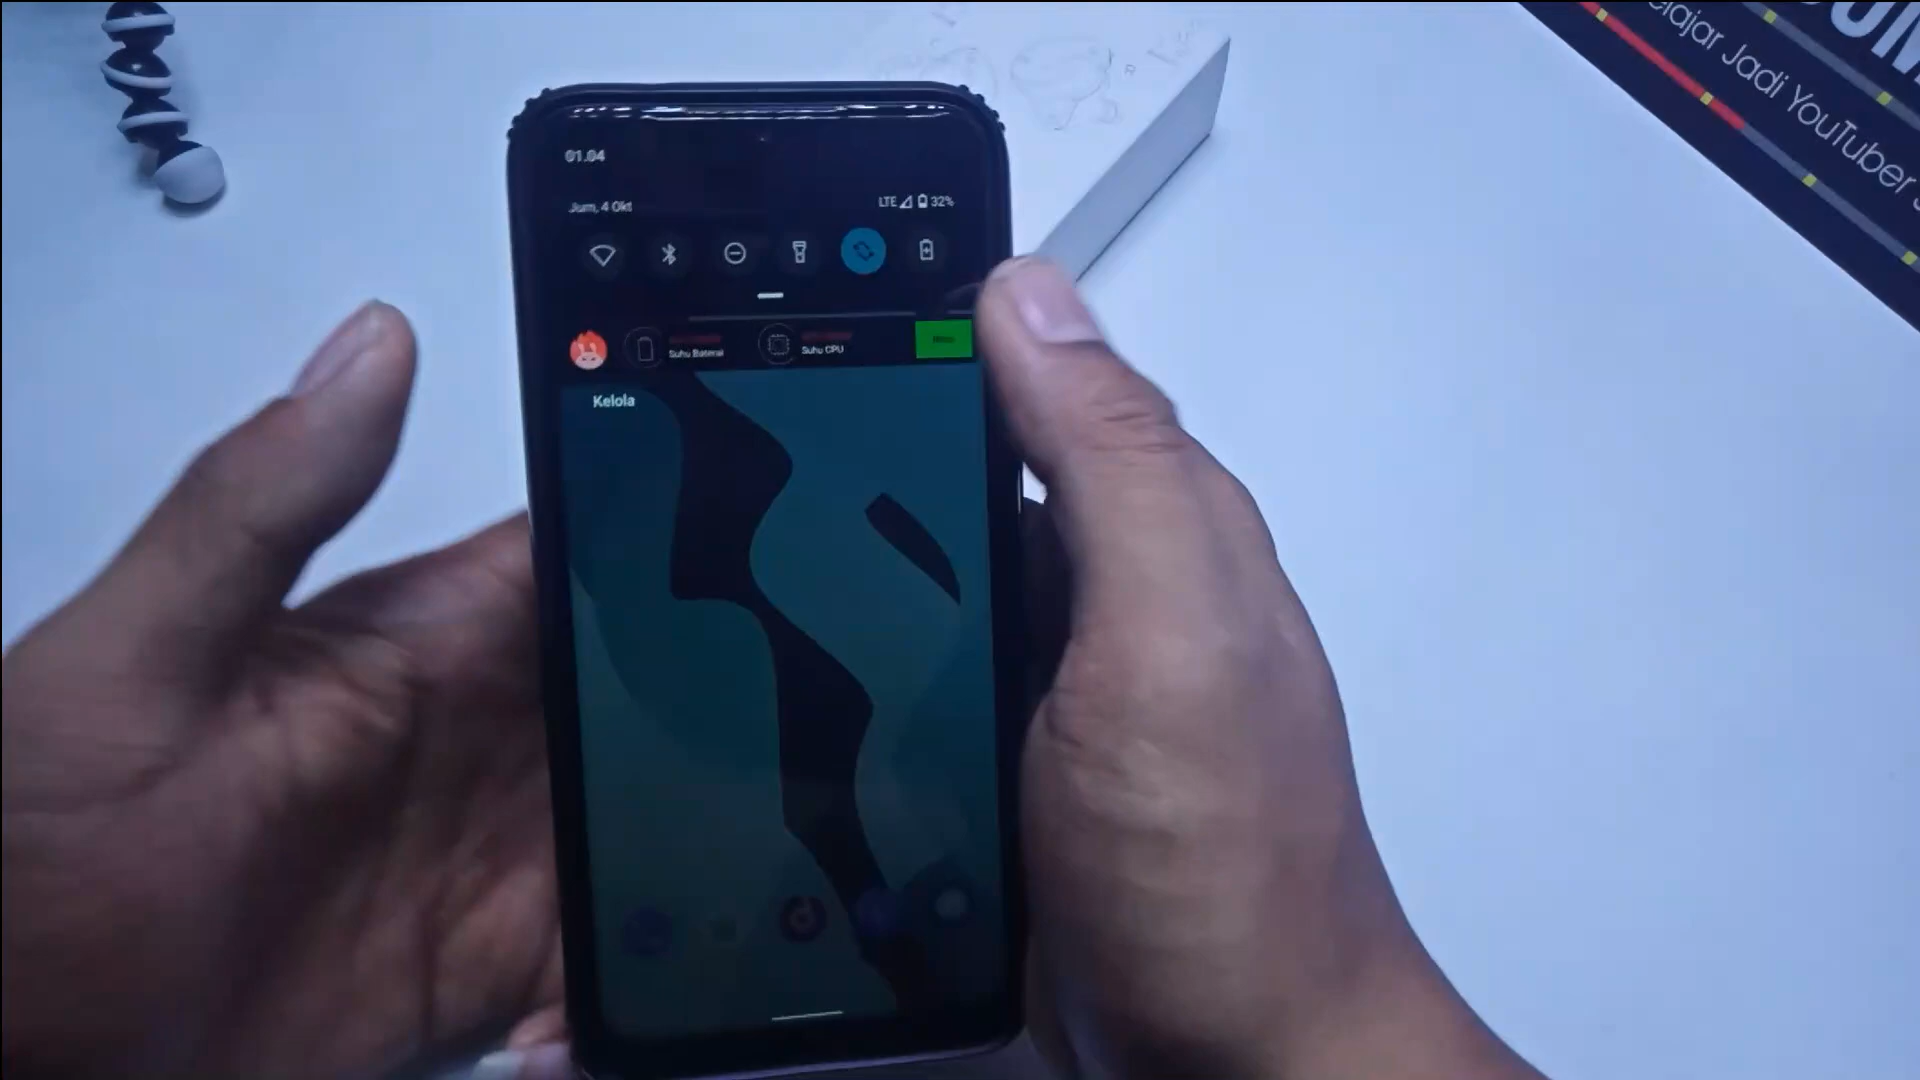 elajar Jadi YouTuber
01.04
Jum, 4 Okt
LTE 32%
Suhu Baterai
Suhu CPU
Kelola